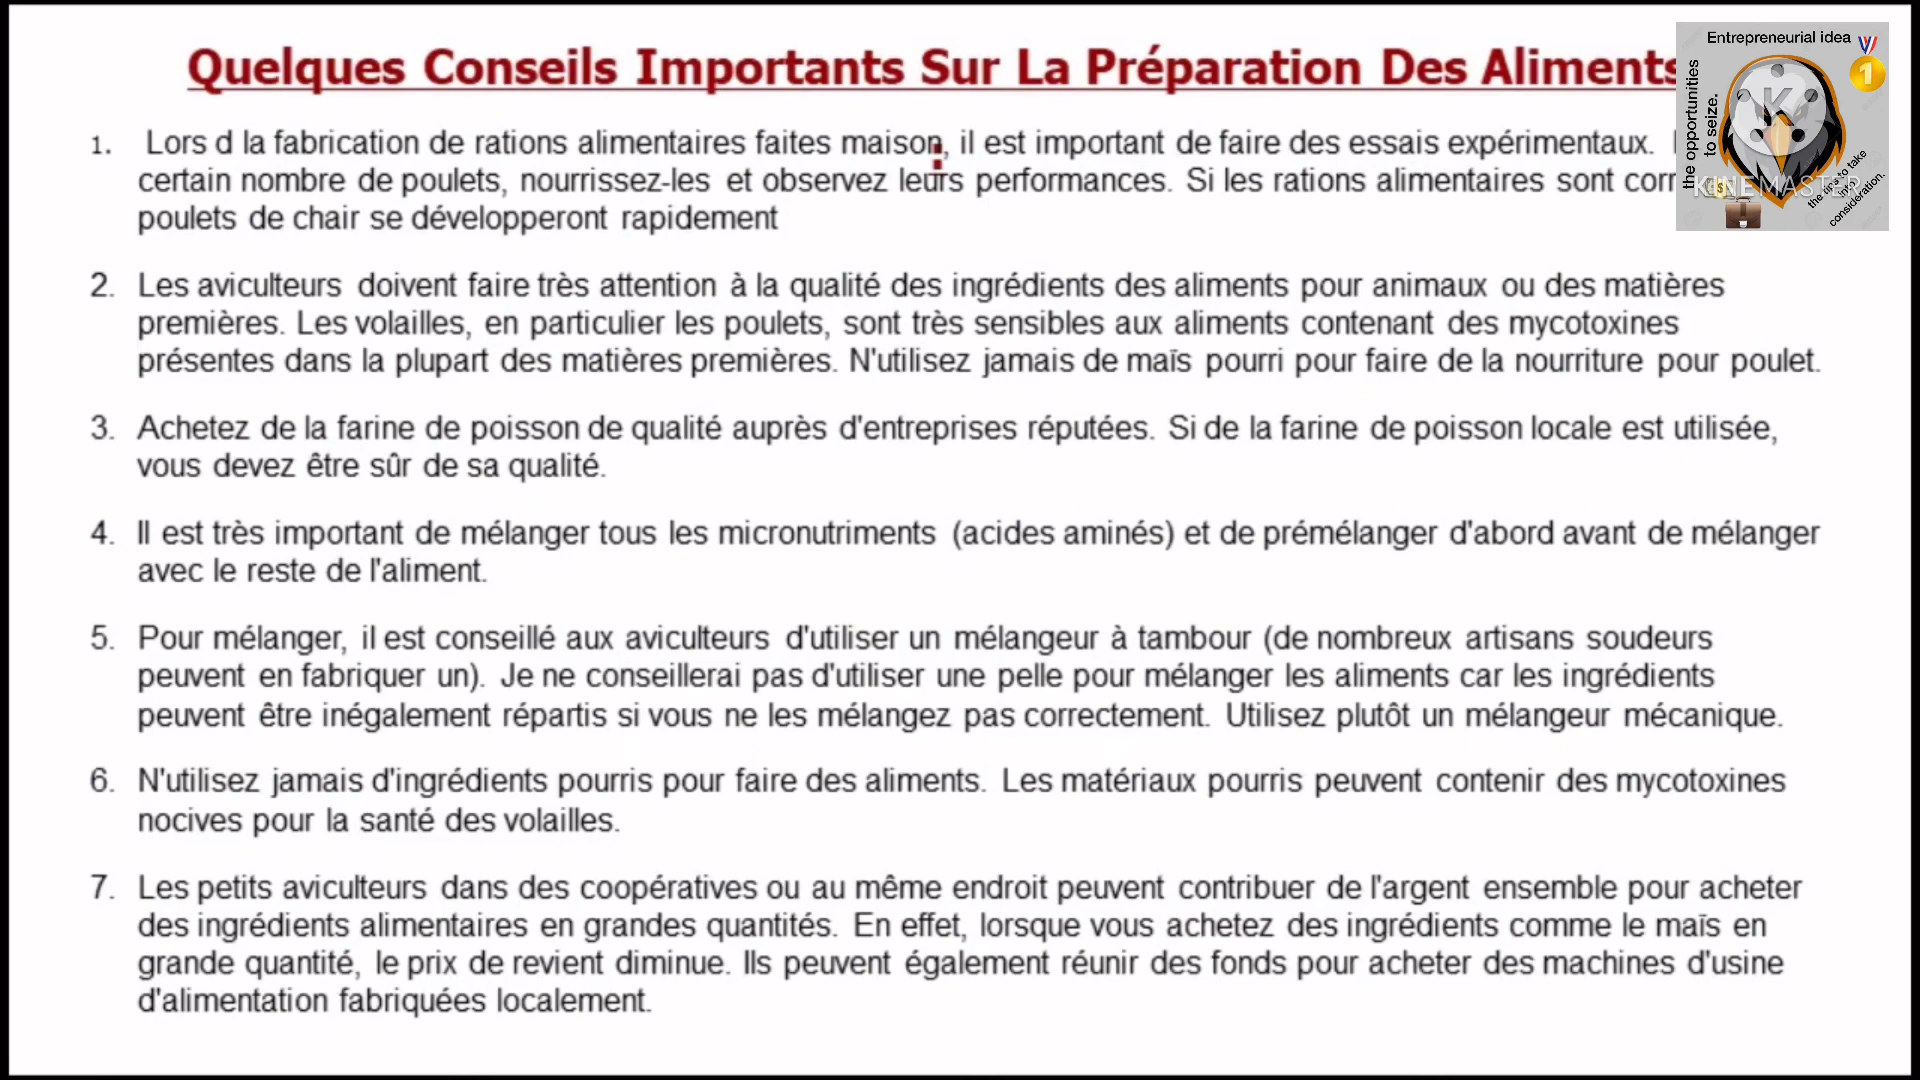 Quelques Conseils Importants Sur La Préparation Des Aliments
1. Lors d la fabrication de rations alimentaires faites maison, il est important de faire des essais expérimentaux.
certain nombre de poulets, nourrissez-les et observez leurs performances. Si les rations alimentaires sont
poulets de chair se développeront rapidement
2. Les aviculteurs doivent faire très attention à la qualité des ingrédients des aliments pour animaux ou des matières
premières. Les volailles, en particulier les poulets, sont très sensibles aux aliments contenant des mycotoxines
présentes dans la plupart des matières premières. N'utilisez jamais de maïs pourri pour faire de la nourriture pour poulet.
3. Achetez de la farine de poisson de qualité auprès d'entreprises réputées. Si de la farine de poisson locale est utilisée,
vous devez être sûr de sa qualité.
4. Il est très important de mélanger tous les micronutriments (acides aminés) et de prémélanger d'abord avant de mélanger
avec le reste de l'aliment.
5. Pour mélanger, il est conseillé aux aviculteurs d'utiliser un mélangeur à tambour (de nombreux artisans soudeurs
peuvent en fabriquer un). Je ne conseillerai pas d'utiliser une pelle pour mélanger les aliments car les ingrédients
peuvent être inégalement répartis si vous ne les mélangez pas correctement. Utilisez plutôt un mélangeur mécanique.
6. N'utilisez jamais d'ingrédients pourris pour faire des aliments. Les matériaux pourris peuvent contenir des mycotoxines
nocives pour la santé des volailles.
7. Les petits aviculteurs dans des coopératives ou au même endroit peuvent contribuer de l'argent ensemble pour acheter
des ingrédients alimentaires en grandes quantités. En effet, lorsque vous achetez des ingrédients comme le maïs en
grande quantité, le prix de revient diminue. Ils peuvent également réunir des fonds pour acheter des machines d'usine
d'alimentation fabriquées localement.
Entrepreneurial idea
1
the opportunities
to seize.
K
KINEMASTER
the tips to take
into
consideration.